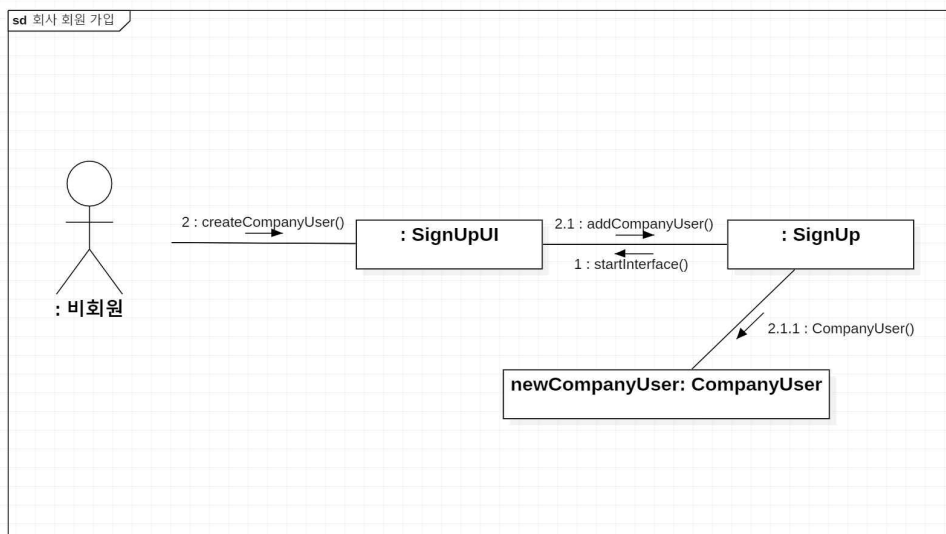 sd 회사 회원 가입
2 : createCompanyUser()
: SignUpUI
2.1 : addCompanyUser()
1 : startInterface()
: SignUp
: 비회원
2.1.1 : CompanyUser()
newCompanyUser: CompanyUser